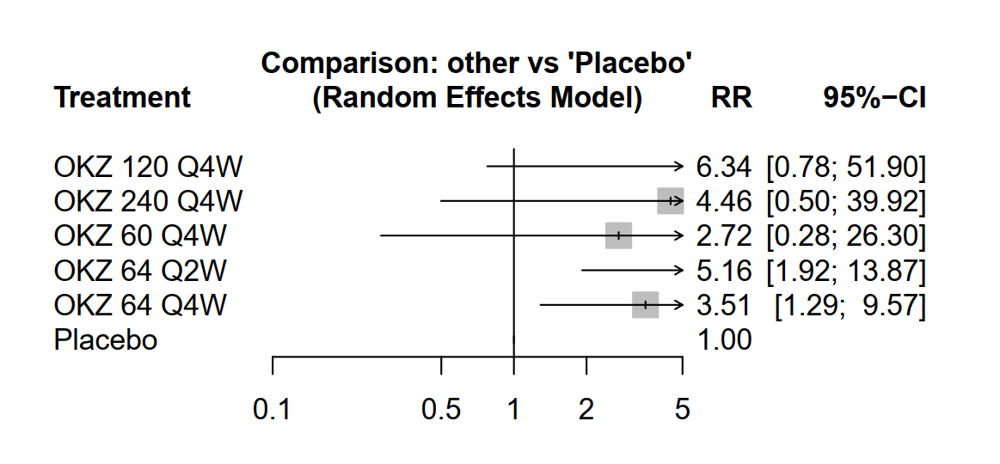 Comparison: other vs 'Placebo'
Treatment (Random Effects Model) RR 95%−CI
OKZ 120 Q4W 6.34 [0.78; 51.90]
OKZ 240 Q4W 4.46 [0.50; 39.92]
OKZ 60 Q4W 2.72 [0.28; 26.30]
OKZ 64 Q2W 5.16 [1.92; 13.87]
OKZ 64 Q4W 3.51 [1.29; 9.57]
Placebo 1.00
0.1 0.5 1 2 5